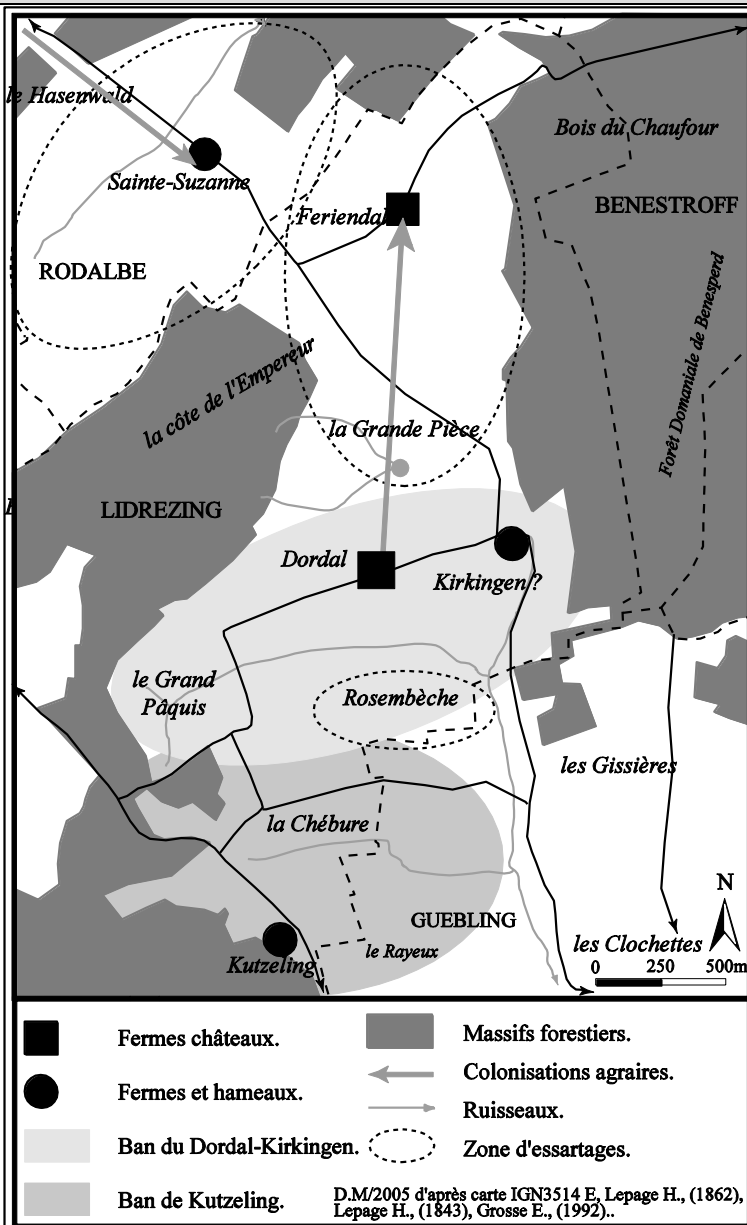 le Hasenwald
Bois du Chaufour
Sainte-Suzanne
BENESTROFF
Feriendal
RODALBE
Forêt Domaniale de Benesperd
la côte de l'Empereur
la Grande Pièce
LIDREZING
Dordal
Kirkingen ?
le Grand
Pâquis
Rosembèche
les Gissières
la Chébure
N
GUEBLING
les Clochettes
le Rayeux
Kutzeling
0 250 500m
Fermes châteaux.
Massifs forestiers.
Colonisations agraires.
Fermes et hameaux.
Ruisseaux.
Ban du Dordal-Kirkingen.
Zone d'essartages.
Ban de Kutzeling.
D.M/2005 d'après carte IGN3514 E, Lepage H., (1862),
Lepage H., (1843), Grosse E., (1992)..